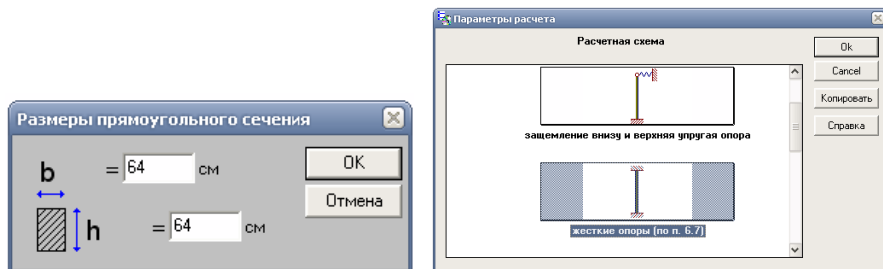 Размеры прямоугольного сечения
b = 64 см
OK
h = 64 см
Отмена
Параметры расчета
Расчетная схема
Ok
Cancel
Копировать
Справка
защемление внизу и верхняя упругая опора
жесткие опоры (по п. 6.7)